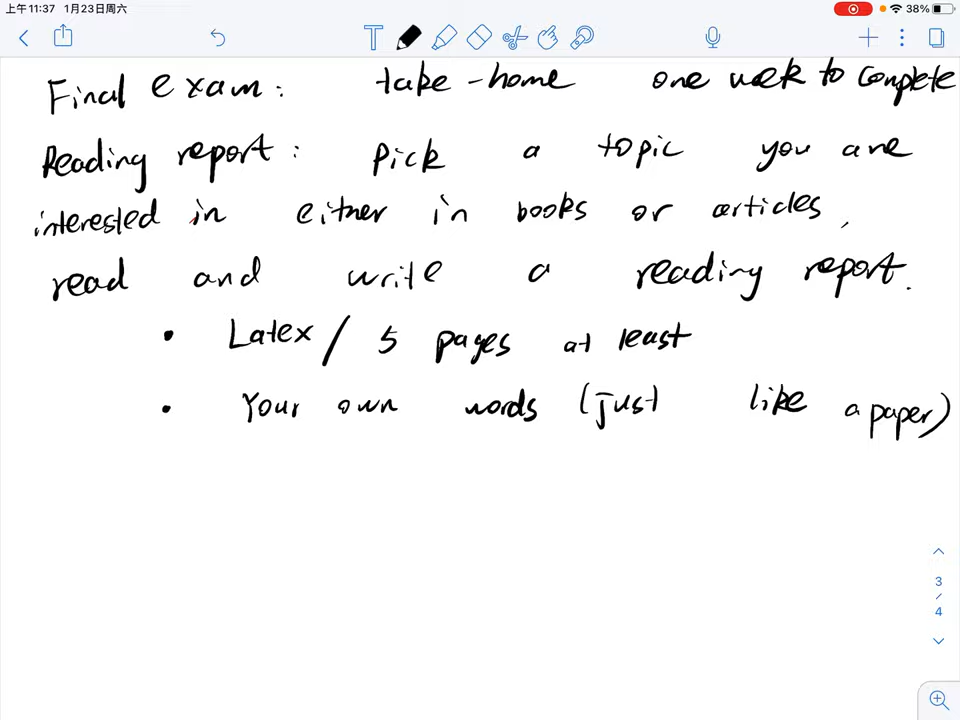 上午11:37 1月23日周六
38%
Final exam: take-home one week to complete
Reading report: pick a topic you are
interested in either in books or articles,
read and write a reading report.
• Latex / 5 pages at least
• Your own words (just like a paper)
3
/
4